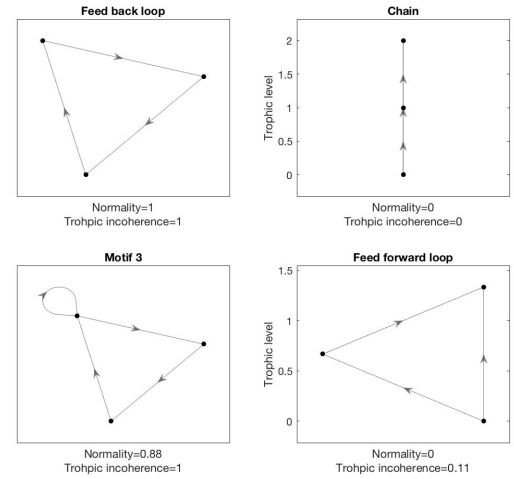 Feed back loop
Normality=1
Trohpic incoherence=1
Chain
2
1.5
1
0.5
0
Trophic level
Normality=0
Trohpic incoherence=0
Motif 3
Normality=0.88
Trohpic incoherence=1
Feed forward loop
1.5
1
0.5
0
Trophic level
Normality=0
Trohpic incoherence=0.11